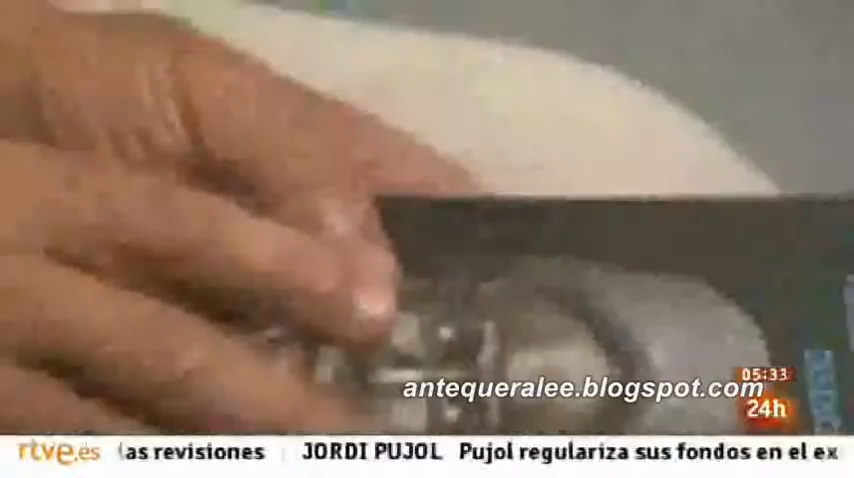 antequeralee.blogspot.com
05:33
24h
rtve.es las revisiones JORDI PUJOL Pujol regulariza sus fondos en el ex